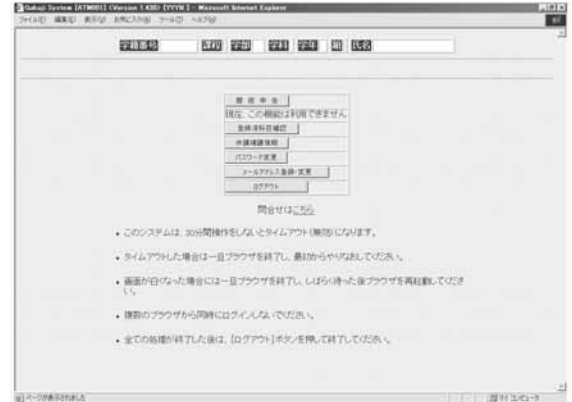 Gakuji System [ATM001] (Version 1.43D) [YYYN] - Microsoft Internet Explorer
ファイル(F) 編集(E) 表示(V) お気に入り(A) ツール(T) ヘルプ(H)
学籍番号 課程 学部 学科 学年 組 氏名
履修申告
現在、この機能は利用できません
登録済科目確認
休講補講情報
パスワード変更
メールアドレス登録・変更
ログアウト
問合せはこちら
• このシステムは、30分間操作をしないとタイムアウト(無効)になります。
• タイムアウトした場合は一旦ブラウザを終了し、最初からやりなおしてください。
• 画面が白くなった場合には一旦ブラウザを終了し、しばらく待った後ブラウザを再起動してくださ
い。
• 複数のブラウザから同時にログインしないでください。
• 全ての処理が終了した後は、[ログアウト]ボタンを押して終了してください。
ページが表示されました
マイ コンピュータ